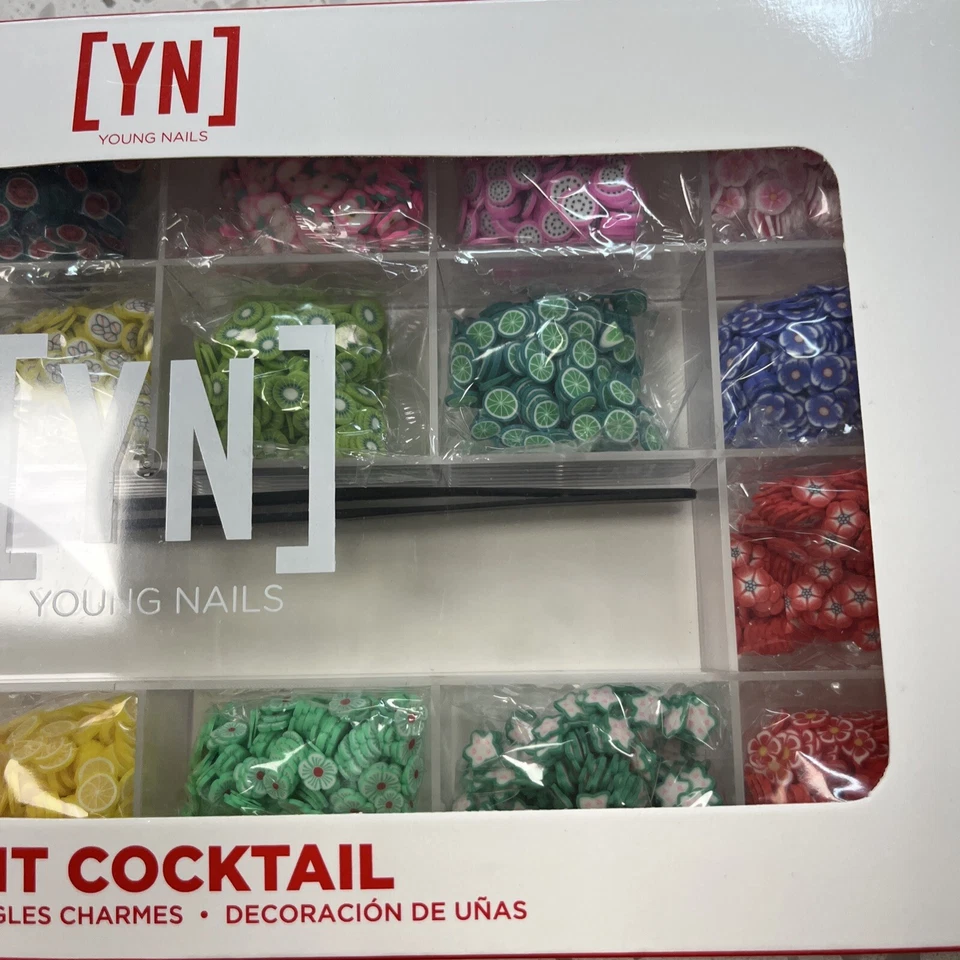 [YN]
YOUNG NAILS
[YN]
YOUNG NAILS
IT COCKTAIL
GLES CHARMES • DECORACIÓN DE UÑAS